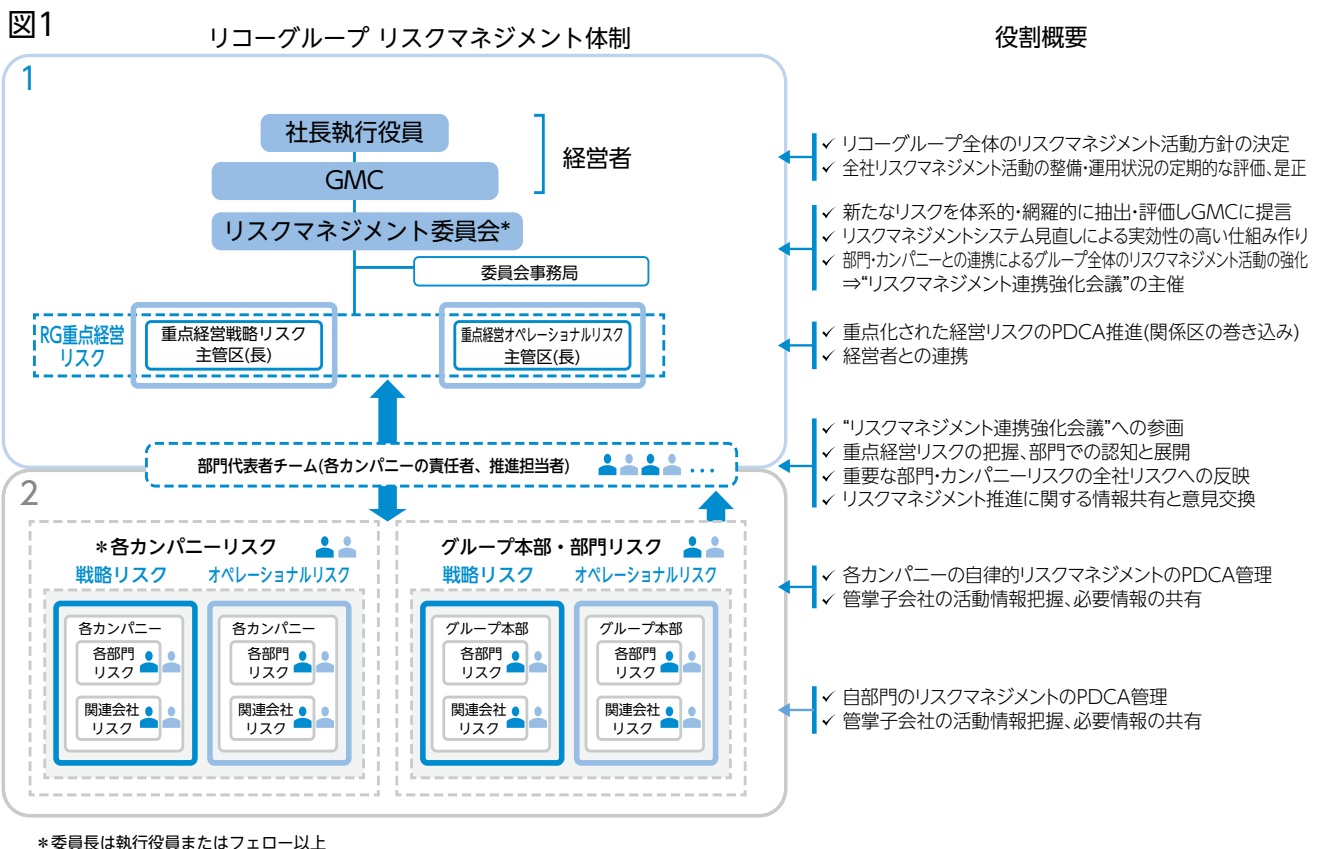 図1
リコーグループ リスクマネジメント体制
役割概要
1
社長執行役員
GMC
経営者
リスクマネジメント委員会*
委員会事務局
RG重点経営
リスク
重点経営戦略リスク
主管区(長)
重点経営オペレーショナルリスク
主管区(長)
部門代表者チーム(各カンパニーの責任者、推進担当者)
...
2
*各カンパニーリスク
戦略リスク
オペレーショナルリスク
各カンパニー
各部門
リスク
関連会社
リスク
各カンパニー
各部門
リスク
関連会社
リスク
グループ本部・部門リスク
戦略リスク
オペレーショナルリスク
グループ本部
各部門
リスク
関連会社
リスク
グループ本部
各部門
リスク
関連会社
リスク
✓ リコーグループ全体のリスクマネジメント活動方針の決定
✓ 全社リスクマネジメント活動の整備・運用状況の定期的な評価、是正
✓ 新たなリスクを体系的・網羅的に抽出・評価しGMCに提言
✓ リスクマネジメントシステム見直しによる実効性の高い仕組み作り
✓ 部門・カンパニーとの連携によるグループ全体のリスクマネジメント活動の強化
⇒“リスクマネジメント連携強化会議”の主催
✓ 重点化された経営リスクのPDCA推進(関係区の巻き込み)
✓ 経営者との連携
✓ “リスクマネジメント連携強化会議”への参画
✓ 重点経営リスクの把握、部門での認知と展開
✓ 重要な部門・カンパニーリスクの全社リスクへの反映
✓ リスクマネジメント推進に関する情報共有と意見交換
✓ 各カンパニーの自律的リスクマネジメントのPDCA管理
✓ 管掌子会社の活動情報把握、必要情報の共有
✓ 自部門のリスクマネジメントのPDCA管理
✓ 管掌子会社の活動情報把握、必要情報の共有
*委員長は執行役員またはフェロー以上